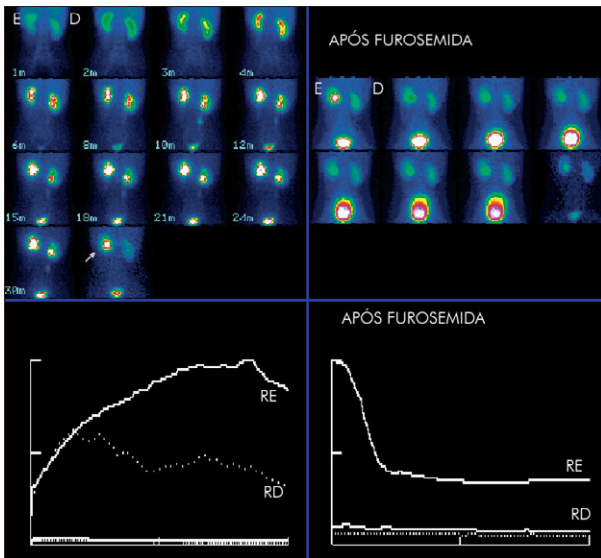 E D
1m 2m 3m 4m
6m 8m 10m 12m
15m 18m 21m 24m
30m
APÓS FUROSEMIDA
E D
RE
RD
APÓS FUROSEMIDA
RE
RD